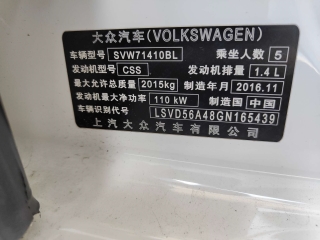 大众汽车(VOLKSWAGEN)
车辆型号 SVW71410BL 乘坐人数 5
发动机型号 CSS 发动机排量 1.4 L
最大允许总质量 2015kg 制造年月 2016.11
发动机最大净功率 110 kW 制造国 中国
车辆识别代号 LSVD56A48GN165439
上汽大众汽车有限公司